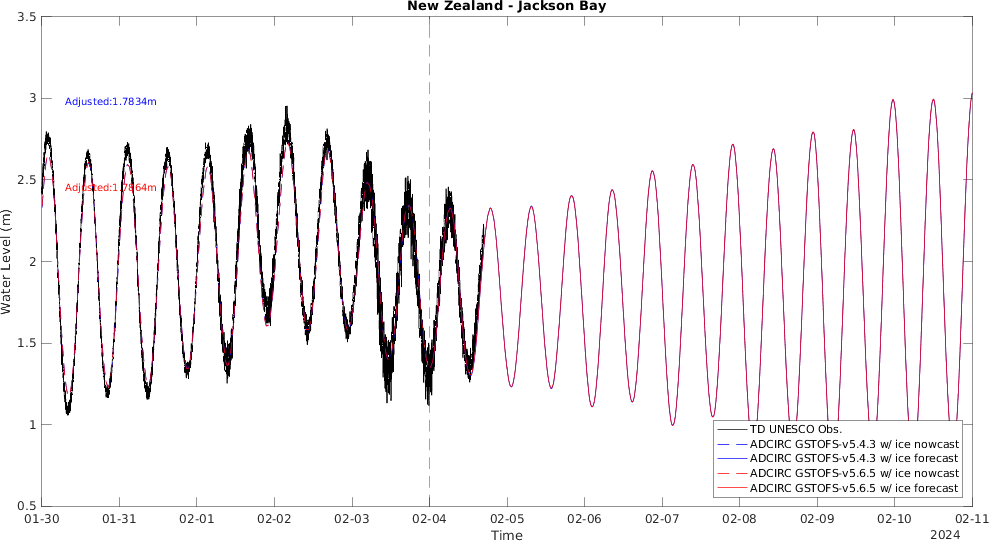 New Zealand - Jackson Bay
3.5
3
2.5
2
1.5
1
0.5
Water Level (m)
Adjusted:1.7834m
Adjusted:1.7864m
TD UNESCO Obs.
ADCIRC GSTOFS-v5.4.3 w/ ice nowcast
ADCIRC GSTOFS-v5.4.3 w/ ice forecast
ADCIRC GSTOFS-v5.6.5 w/ ice nowcast
ADCIRC GSTOFS-v5.6.5 w/ ice forecast
01-30 01-31 02-01 02-02 02-03 02-04 02-05 02-06 02-07 02-08 02-09 02-10 02-11
Time
2024